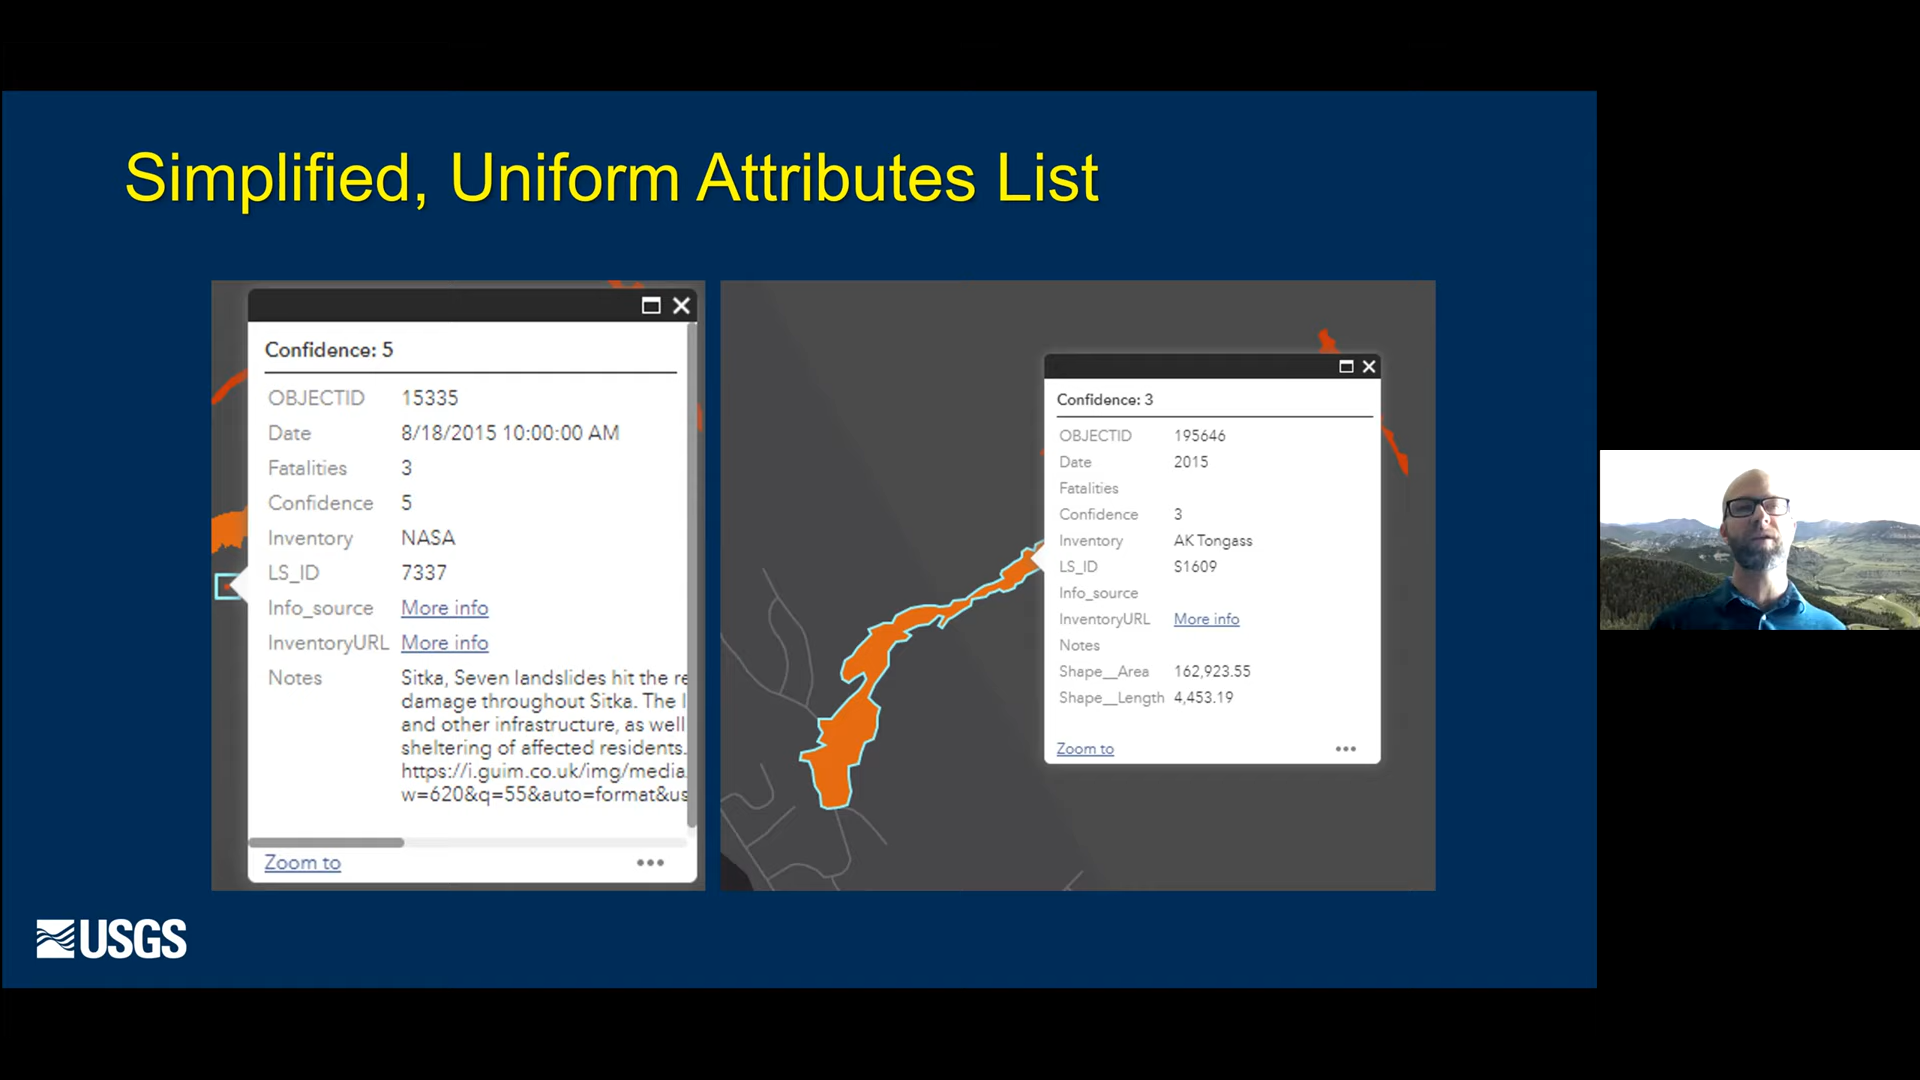 Simplified, Uniform Attributes List
Confidence: 5
OBJECTID 15335
Date 8/18/2015 10:00:00 AM
Fatalities 3
Confidence 5
Inventory NASA
LS_ID 7337
Info_source More info
InventoryURL More info
Notes Sitka, Seven landslides hit the re
damage throughout Sitka. The l
and other infrastructure, as well
sheltering of affected residents.
https://i.guim.co.uk/img/media
w=620&q=55&auto=format&us
Zoom to
Confidence: 3
OBJECTID 195646
Date 2015
Fatalities
Confidence 3
Inventory AK Tongass
LS_ID S1609
Info_source
InventoryURL More info
Notes
Shape__Area 162,923.55
Shape__Length 4,453.19
Zoom to
USGS